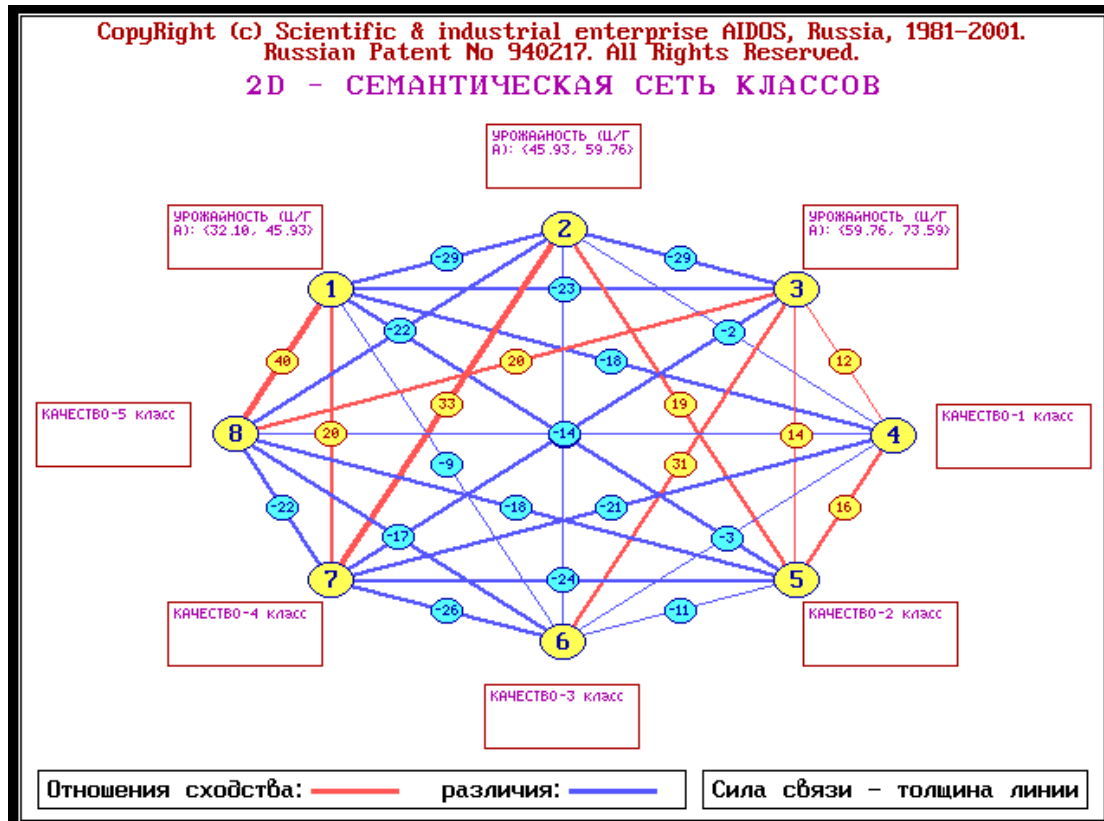 CopyRight (c) Scientific & industrial enterprise AIDOS, Russia, 1981-2001.
Russian Patent No 940217. All Rights Reserved.
2D - СЕМАНТИЧЕСКАЯ СЕТЬ КЛАССОВ
УРОЖАЙНОСТЬ (Ц/Г
А): {45.93, 59.76}
УРОЖАЙНОСТЬ (Ц/Г
А): {32.10, 45.93}
УРОЖАЙНОСТЬ (Ц/Г
А): {59.76, 73.59}
2
-29
-29
1
-23
3
-22
-2
40
20
-18
12
33
19
КАЧЕСТВО-5 класс
КАЧЕСТВО-1 класс
8
20
-14
14
4
-9
31
-22
-18
-21
16
-17
-3
7
-24
5
КАЧЕСТВО-4 класс
-26
-11
КАЧЕСТВО-2 класс
6
КАЧЕСТВО-3 класс
Отношения сходства: различия:
Сила связи - толщина линии